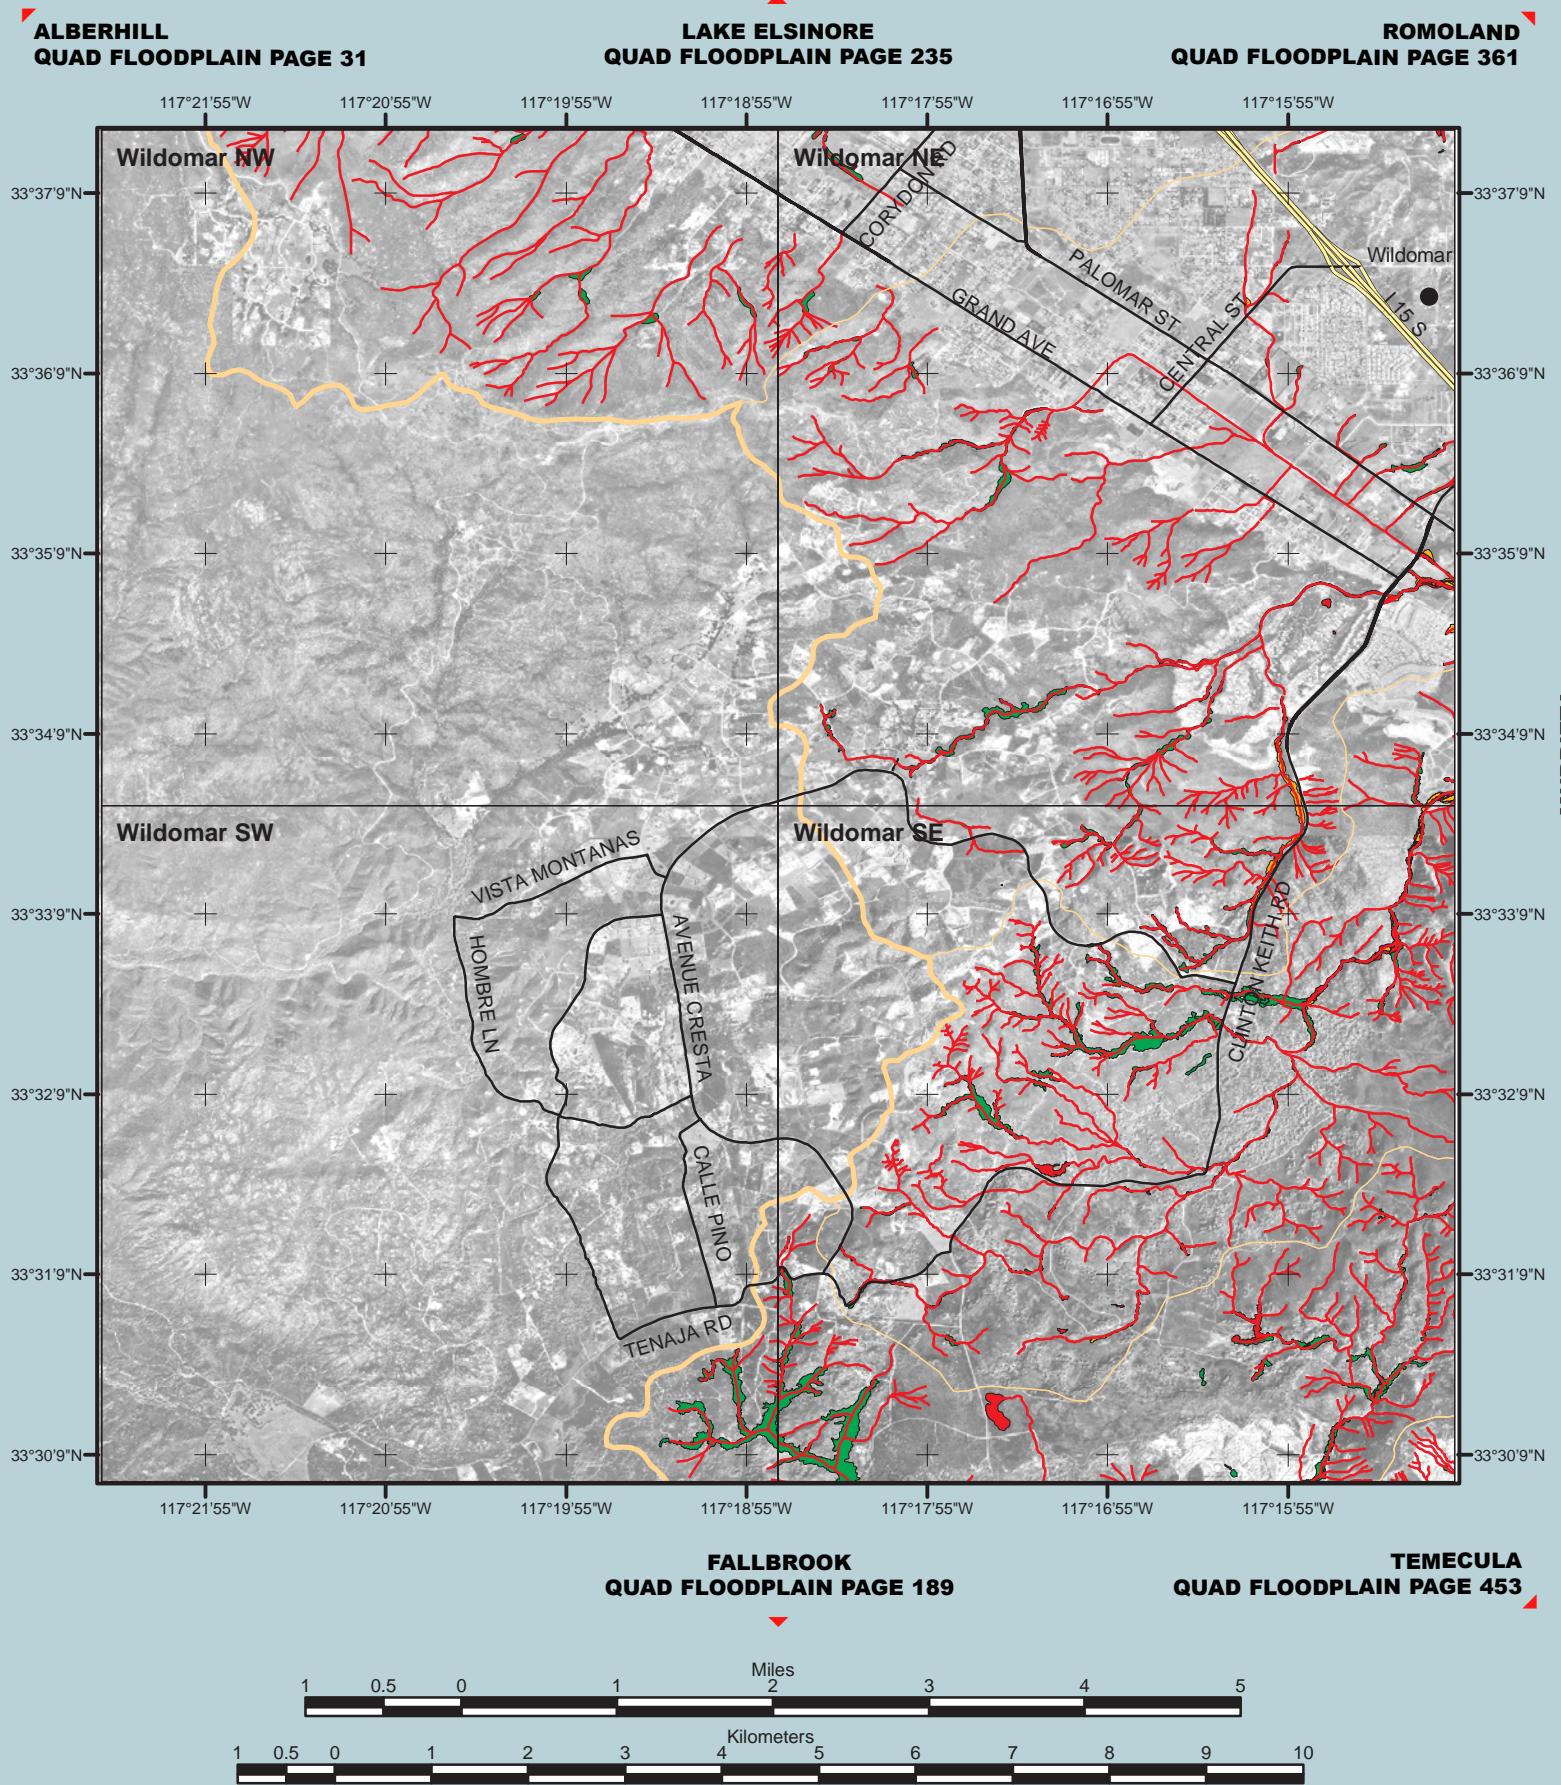 ALBERHILL
QUAD FLOODPLAIN PAGE 31
LAKE ELSINORE
QUAD FLOODPLAIN PAGE 235
ROMOLAND
QUAD FLOODPLAIN PAGE 361
117°21'55"W 117°20'55"W 117°19'55"W 117°18'55"W 117°17'55"W 117°16'55"W 117°15'55"W
Wildomar NW
Wildomar NE
CORYDON RD
33°37'9"N
33°37'9"N
PALOMAR ST
Wildomar
GRAND AVE
CENTRAL ST
I 15 S
33°36'9"N
33°36'9"N
33°35'9"N
33°35'9"N
33°34'9"N
33°34'9"N
Wildomar SW
Wildomar SE
VISTA MONTANAS
33°33'9"N
33°33'9"N
HOMBRE LN
AVENUE CRESTA
CLINTON KEITH RD
33°32'9"N
33°32'9"N
CALLE PINO
33°31'9"N
33°31'9"N
TENAJA RD
33°30'9"N
33°30'9"N
117°21'55"W 117°20'55"W 117°19'55"W 117°18'55"W 117°17'55"W 117°16'55"W 117°15'55"W
FALLBROOK
QUAD FLOODPLAIN PAGE 189
TEMECULA
QUAD FLOODPLAIN PAGE 453
Miles
1 0.5 0 1 2 3 4 5
Kilometers
1 0.5 0 1 2 3 4 5 6 7 8 9 10